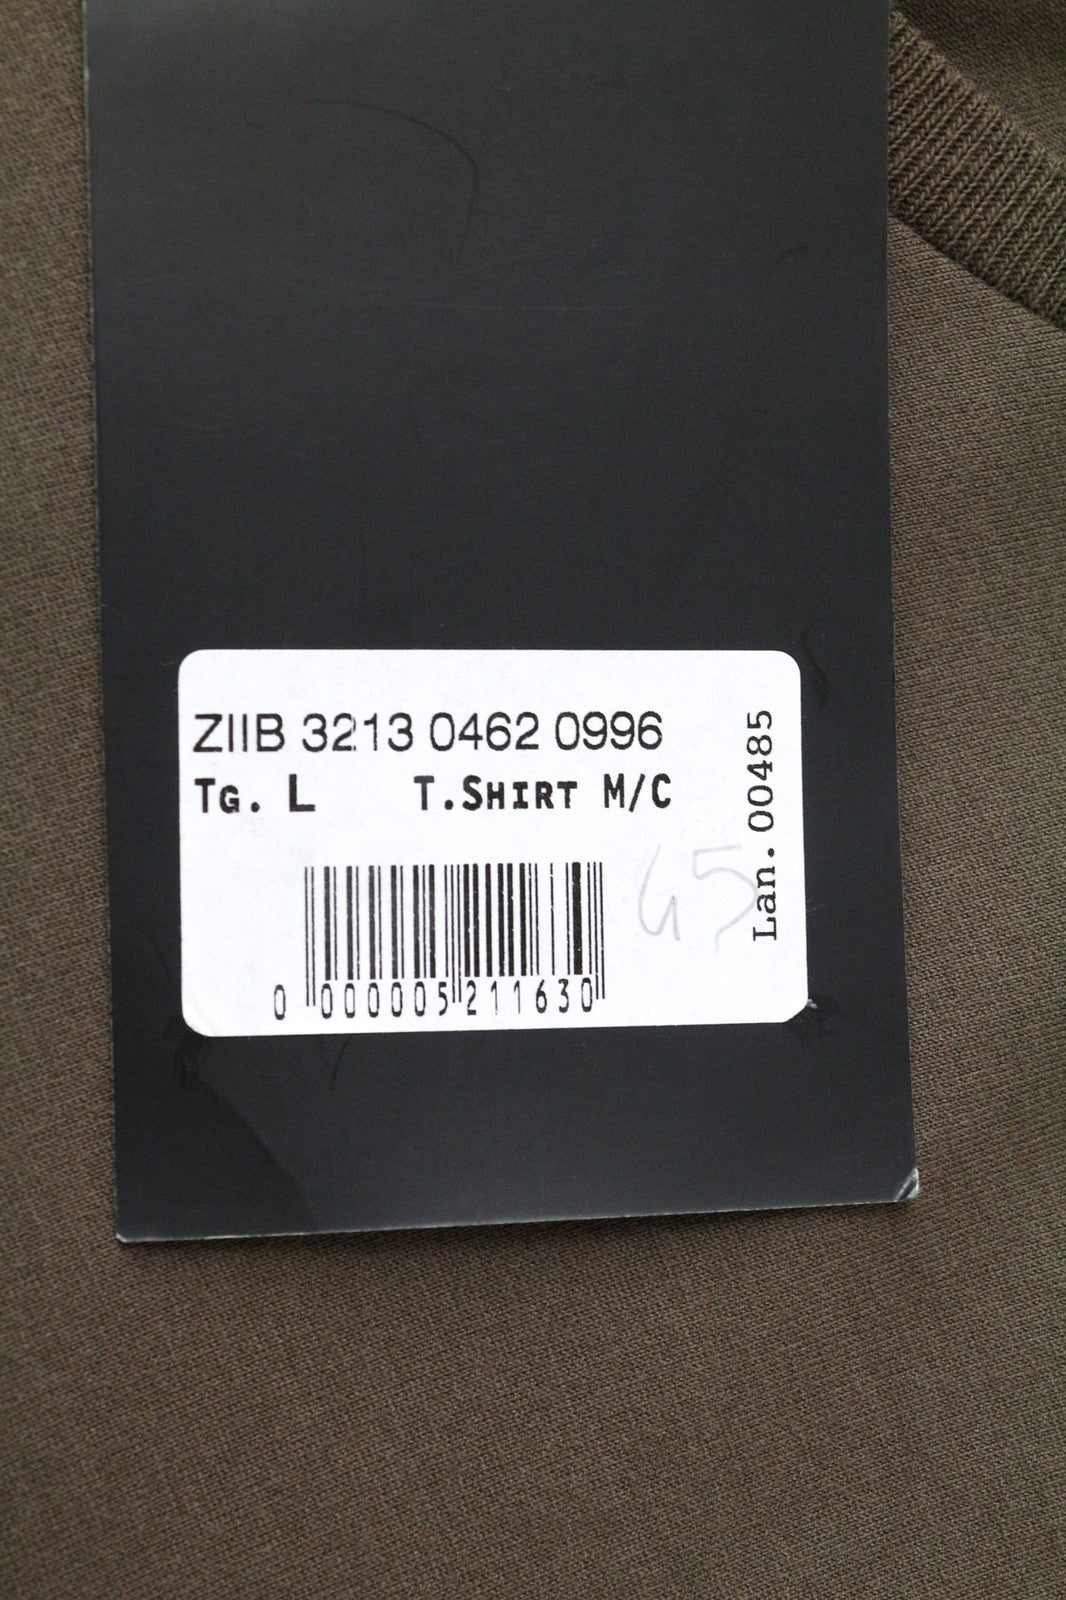 ZIIB 3213 0462 0996
TG. L T.SHIRT M/C
Lan. 00485
45
0 000005 211630